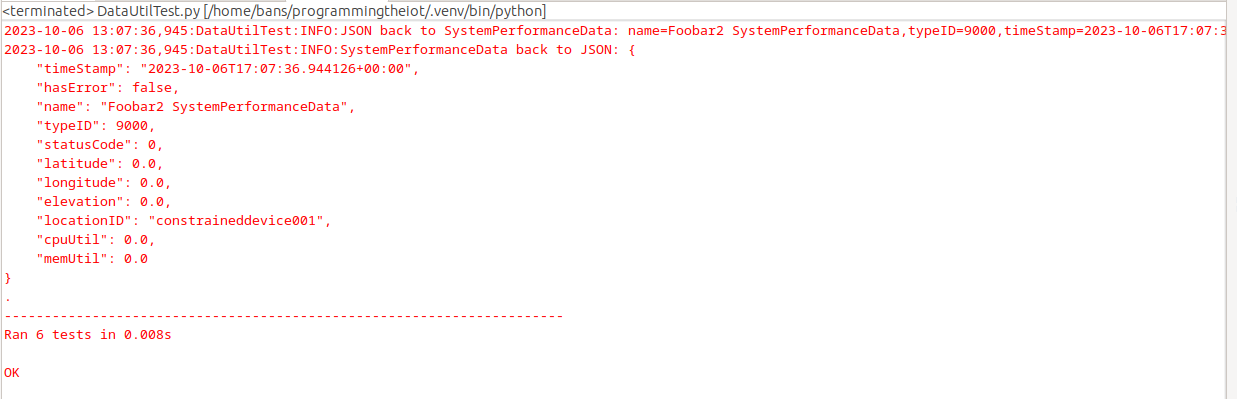 <terminated> DataUtilTest.py [/home/bans/programmingtheiot/.venv/bin/python]
2023-10-06 13:07:36,945:DataUtilTest:INFO:JSON back to SystemPerformanceData: name=Foobar2 SystemPerformanceData,typeID=9000,timeStamp=2023-10-06T17:07:3
2023-10-06 13:07:36,945:DataUtilTest:INFO:SystemPerformanceData back to JSON: {
    "timeStamp": "2023-10-06T17:07:36.944126+00:00",
    "hasError": false,
    "name": "Foobar2 SystemPerformanceData",
    "typeID": 9000,
    "statusCode": 0,
    "latitude": 0.0,
    "longitude": 0.0,
    "elevation": 0.0,
    "locationID": "constraineddevice001",
    "cpuUtil": 0.0,
    "memUtil": 0.0
}
.
----------------------------------------------------------------------
Ran 6 tests in 0.008s

OK